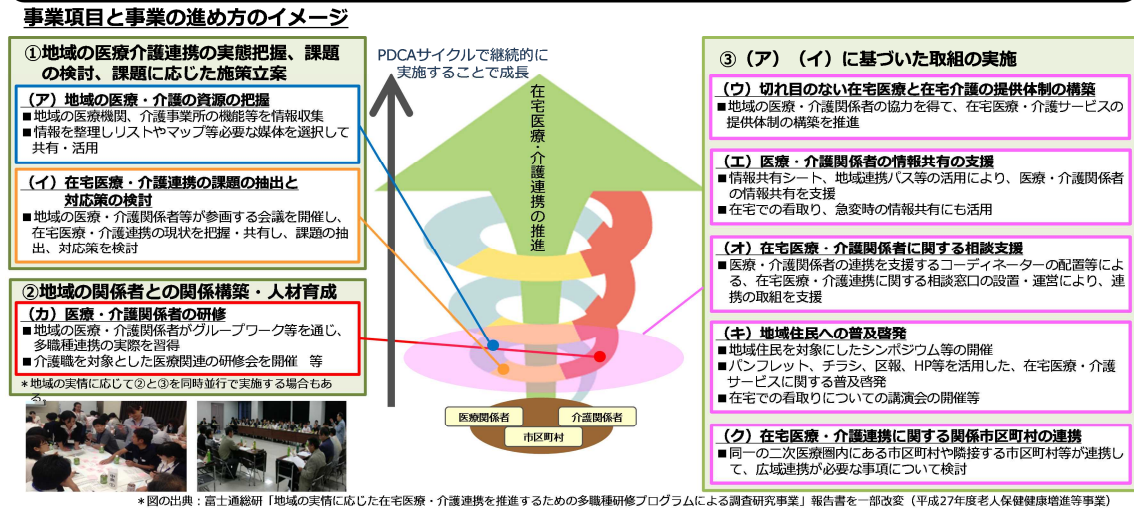 事業項目と事業の進め方のイメージ
①地域の医療介護連携の実態把握、課題
の検討、課題に応じた施策立案
（ア）地域の医療・介護の資源の把握
■地域の医療機関、介護事業所の機能等を情報収集
■情報を整理しリストやマップ等必要な媒体を選択して
共有・活用
（イ）在宅医療・介護連携の課題の抽出と
対応策の検討
■地域の医療・介護関係者等が参画する会議を開催し、
在宅医療・介護連携の現状を把握・共有し、課題の抽
出、対応策を検討
②地域の関係者との関係構築・人材育成
（カ）医療・介護関係者の研修
■地域の医療・介護関係者がグループワーク等を通じ、
多職種連携の実際を習得
■介護職を対象とした医療関連の研修会を開催　等
＊地域の実情に応じて②と③を同時並行で実施する場合もあ
る。
PDCAサイクルで継続的に
実施することで成長
在宅医療・介護連携の推進
医療関係者
介護関係者
市区町村
③（ア）（イ）に基づいた取組の実施
（ウ）切れ目のない在宅医療と在宅介護の提供体制の構築
■地域の医療・介護関係者の協力を得て、在宅医療・介護サービスの
提供体制の構築を推進
（エ）医療・介護関係者の情報共有の支援
■情報共有シート、地域連携パス等の活用により、医療・介護関係者
の情報共有を支援
■在宅での看取り、急変時の情報共有にも活用
（オ）在宅医療・介護関係者に関する相談支援
■医療・介護関係者の連携を支援するコーディネーターの配置等によ
る、在宅医療・介護連携に関する相談窓口の設置・運営により、連
携の取組を支援
（キ）地域住民への普及啓発
■地域住民を対象にしたシンポジウム等の開催
■パンフレット、チラシ、区報、HP等を活用した、在宅医療・介護
サービスに関する普及啓発
■在宅での看取りについての講演会の開催等
（ク）在宅医療・介護連携に関する関係市区町村の連携
■同一の二次医療圏内にある市区町村や隣接する市区町村等が連携し
て、広域連携が必要な事項について検討
＊図の出典：富士通総研「地域の実情に応じた在宅医療・介護連携を推進するための多職種研修プログラムによる調査研究事業」報告書を一部改変（平成27年度老人保健健康増進等事業）